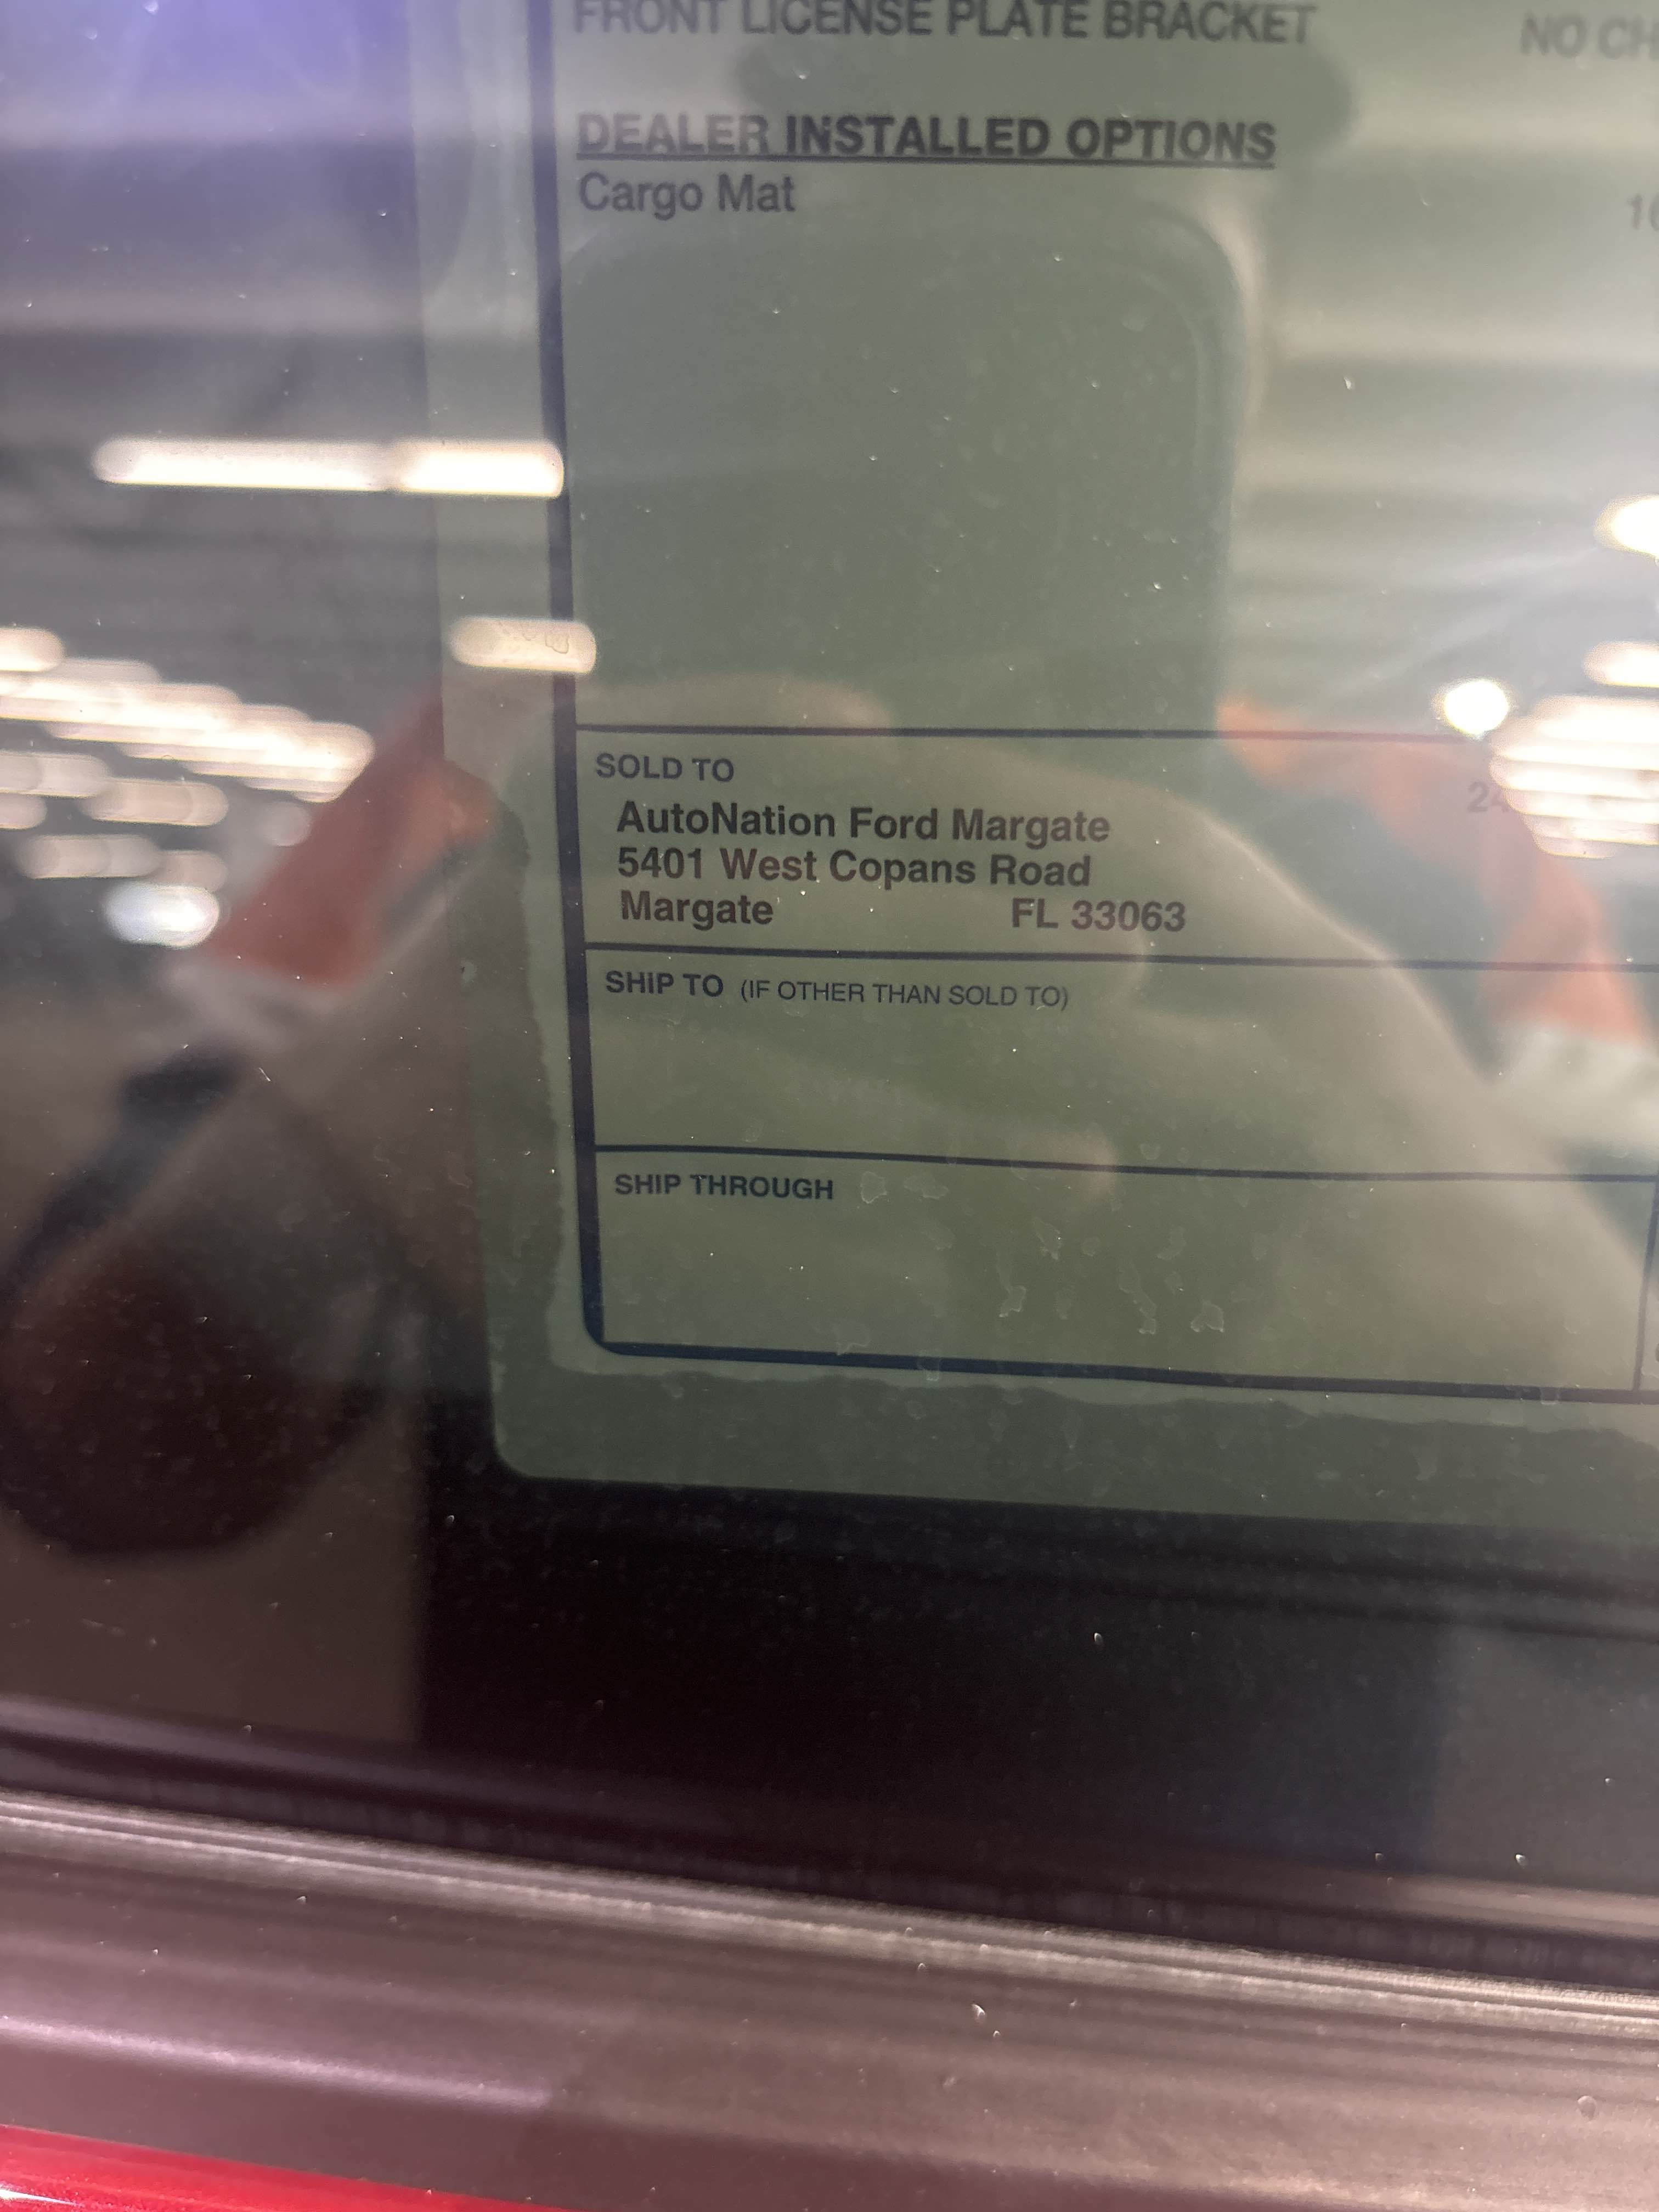 FRONT LICENSE PLATE BRACKET NO
DEALER INSTALLED OPTIONS
Cargo Mat
SOLD TO
AutoNation Ford Margate
5401 West Copans Road
Margate FL 33063
SHIP TO (IF OTHER THAN SOLD TO)
SHIP THROUGH